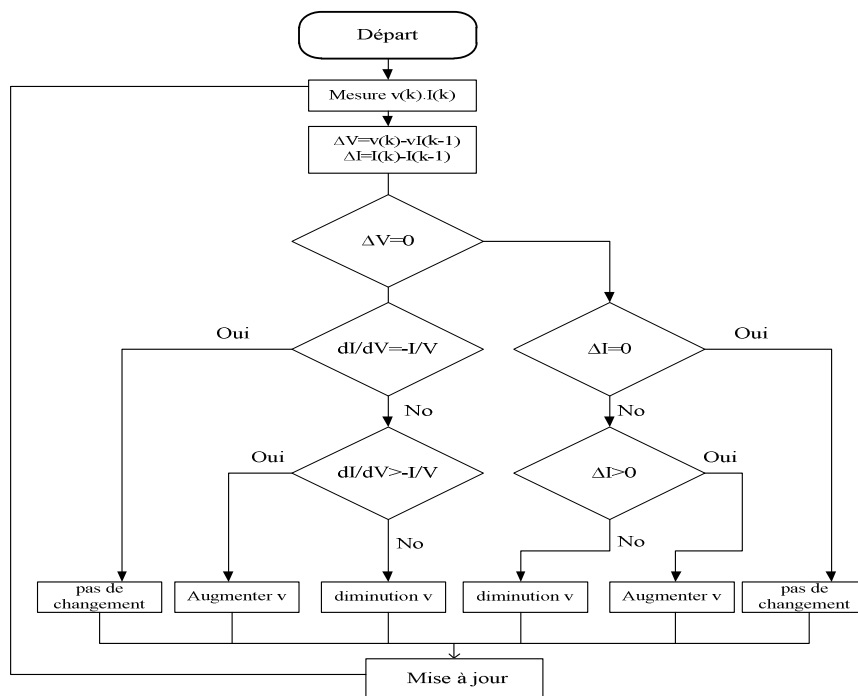 Départ
Mesure v(k).I(k)
ΔV=v(k)-vI(k-1)
ΔI=I(k)-I(k-1)
ΔV=0
Oui
dI/dV=-I/V
ΔI=0
Oui
No
No
Oui
dI/dV>-I/V
ΔI>0
Oui
No
No
pas de
changement
Augmenter v
diminution v
diminution v
Augmenter v
pas de
changement
Mise à jour